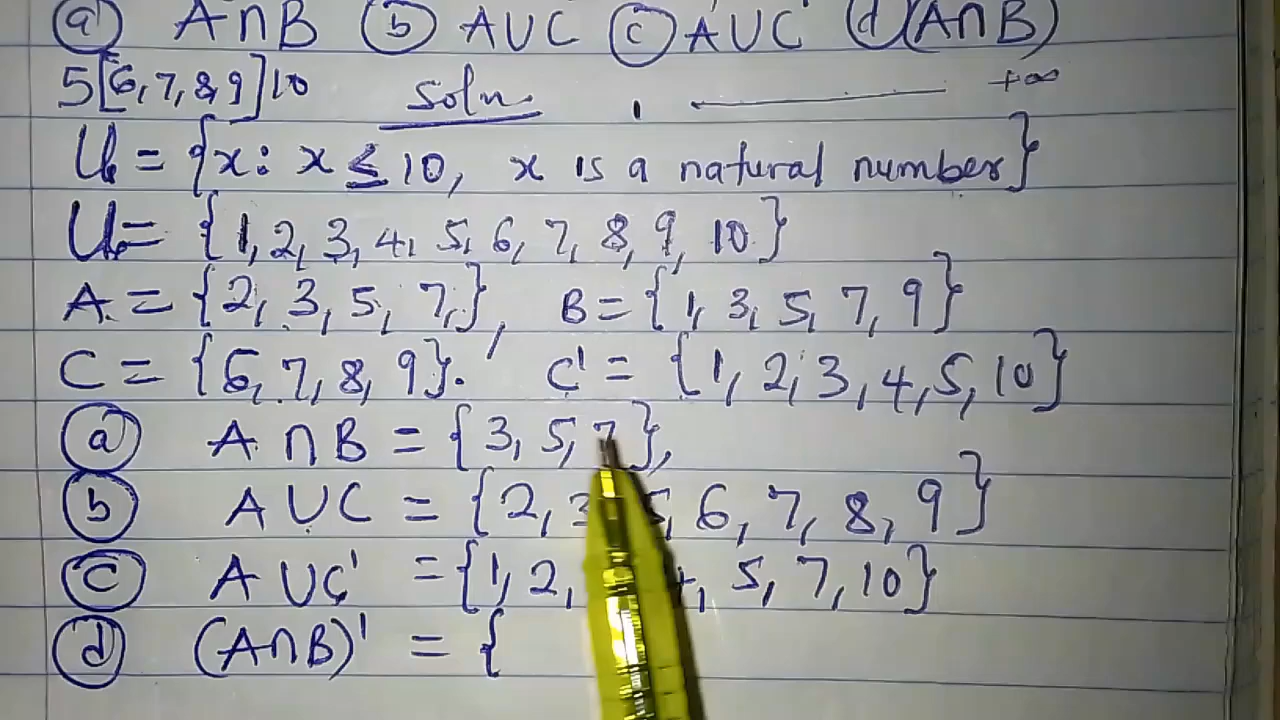 ⓐ A∩B ⓑ AUC ⓒ AUC' ⓓ (A∩B)
5[6,7,8,9]10 Soln +∞
U = {x: x ≤ 10, x is a natural number}
U = {1, 2, 3, 4, 5, 6, 7, 8, 9, 10}
A = {2, 3, 5, 7,}, B = {1, 3, 5, 7, 9}
C = {6, 7, 8, 9}. C' = {1, 2, 3, 4, 5, 10}
ⓐ A∩B = {3, 5, 7},
ⓑ AUC = {2, 3, 5, 6, 7, 8, 9}
ⓒ AUC' = {1, 2, 4, 5, 7, 10}
ⓓ (A∩B)' = {